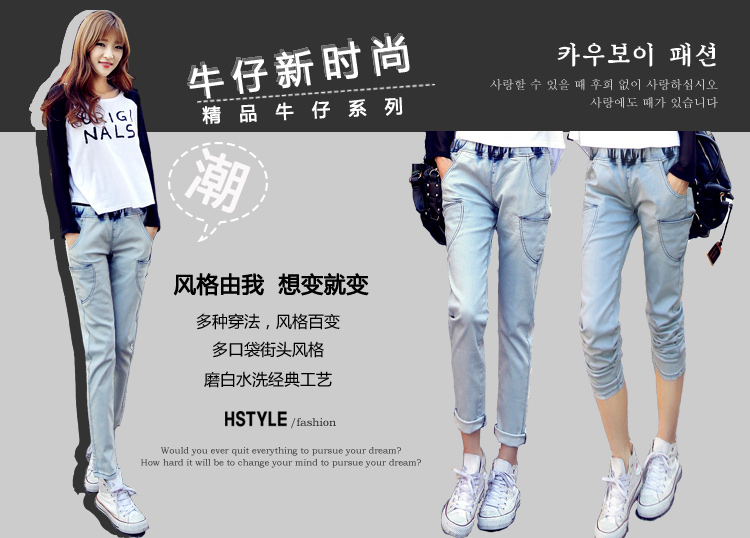 牛仔新时尚
精品牛仔系列
카우보이 패션
사랑할 수 있을 때 후회 없이 사랑하십시오
사랑에도 때가 있습니다
ORIGI
NALS
潮
风格由我 想变就变
多种穿法，风格百变
多口袋街头风格
磨白水洗经典工艺
HSTYLE /fashion
Would you ever quit everything to pursue your dream?
How hard it will be to change your mind to pursue your dream?